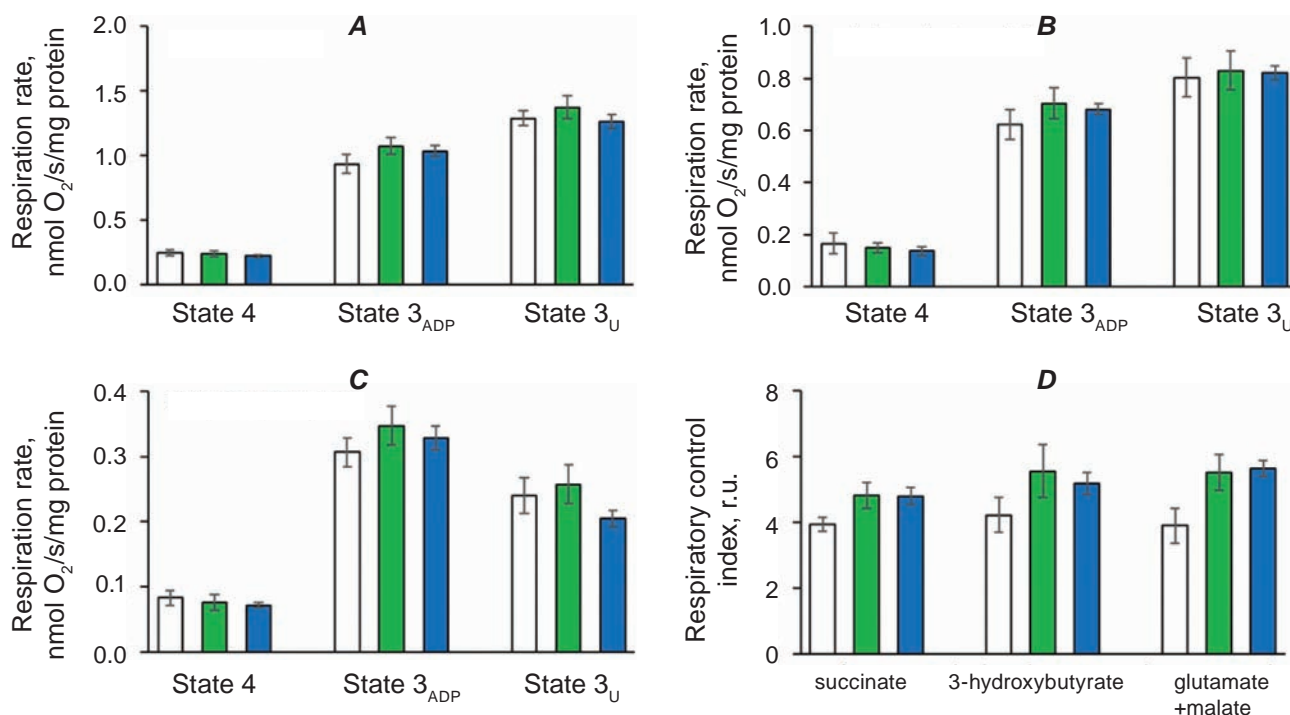 A
Respiration rate,
nmol O₂/s/mg protein
2.0
1.5
1.0
0.5
0.0
State 4 State 3ADP State 3U
B
Respiration rate,
nmol O₂/s/mg protein
1.0
0.8
0.6
0.4
0.2
0.0
State 4 State 3ADP State 3U
C
Respiration rate,
nmol O₂/s/mg protein
0.4
0.3
0.2
0.1
0.0
State 4 State 3ADP State 3U
D
Respiratory control
index, r.u.
8
6
4
2
0
succinate 3-hydroxybutyrate glutamate
+malate